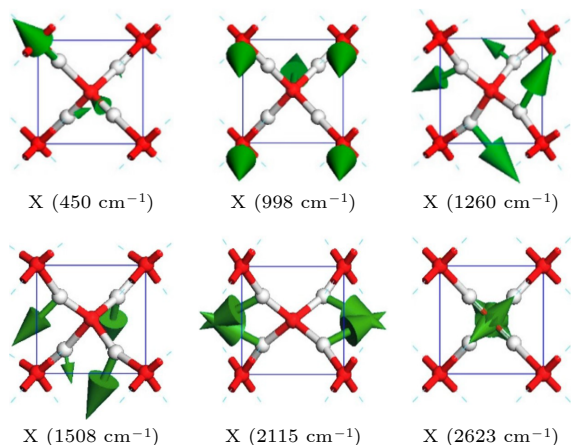 X (450 cm⁻¹)
X (998 cm⁻¹)
X (1260 cm⁻¹)
X (1508 cm⁻¹)
X (2115 cm⁻¹)
X (2623 cm⁻¹)